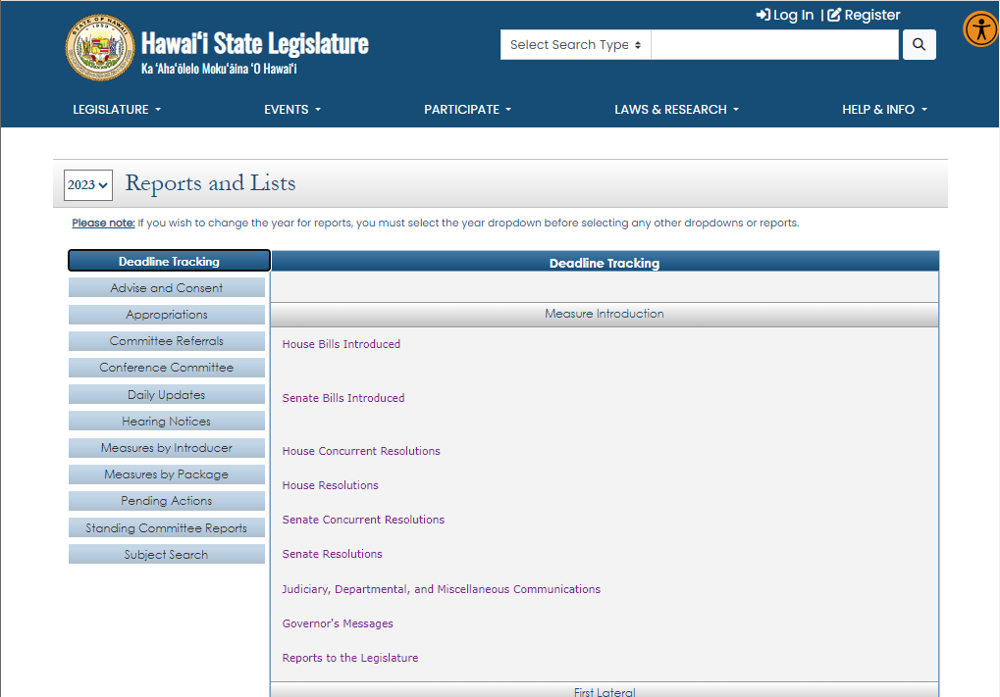 Log In | Register
STATE OF HAWAII
1959
Hawaiʻi State Legislature
Ka ʻAhaʻōlelo Mokuʻāina ʻO Hawaiʻi
Select Search Type
LEGISLATURE EVENTS PARTICIPATE LAWS & RESEARCH HELP & INFO
2023 Reports and Lists
Please note: If you wish to change the year for reports, you must select the year dropdown before selecting any other dropdowns or reports.
Deadline Tracking
Advise and Consent
Appropriations
Committee Referrals
Conference Committee
Daily Updates
Hearing Notices
Measures by Introducer
Measures by Package
Pending Actions
Standing Committee Reports
Subject Search
Deadline Tracking
Measure Introduction
House Bills Introduced
Senate Bills Introduced
House Concurrent Resolutions
House Resolutions
Senate Concurrent Resolutions
Senate Resolutions
Judiciary, Departmental, and Miscellaneous Communications
Governor's Messages
Reports to the Legislature
First Lateral